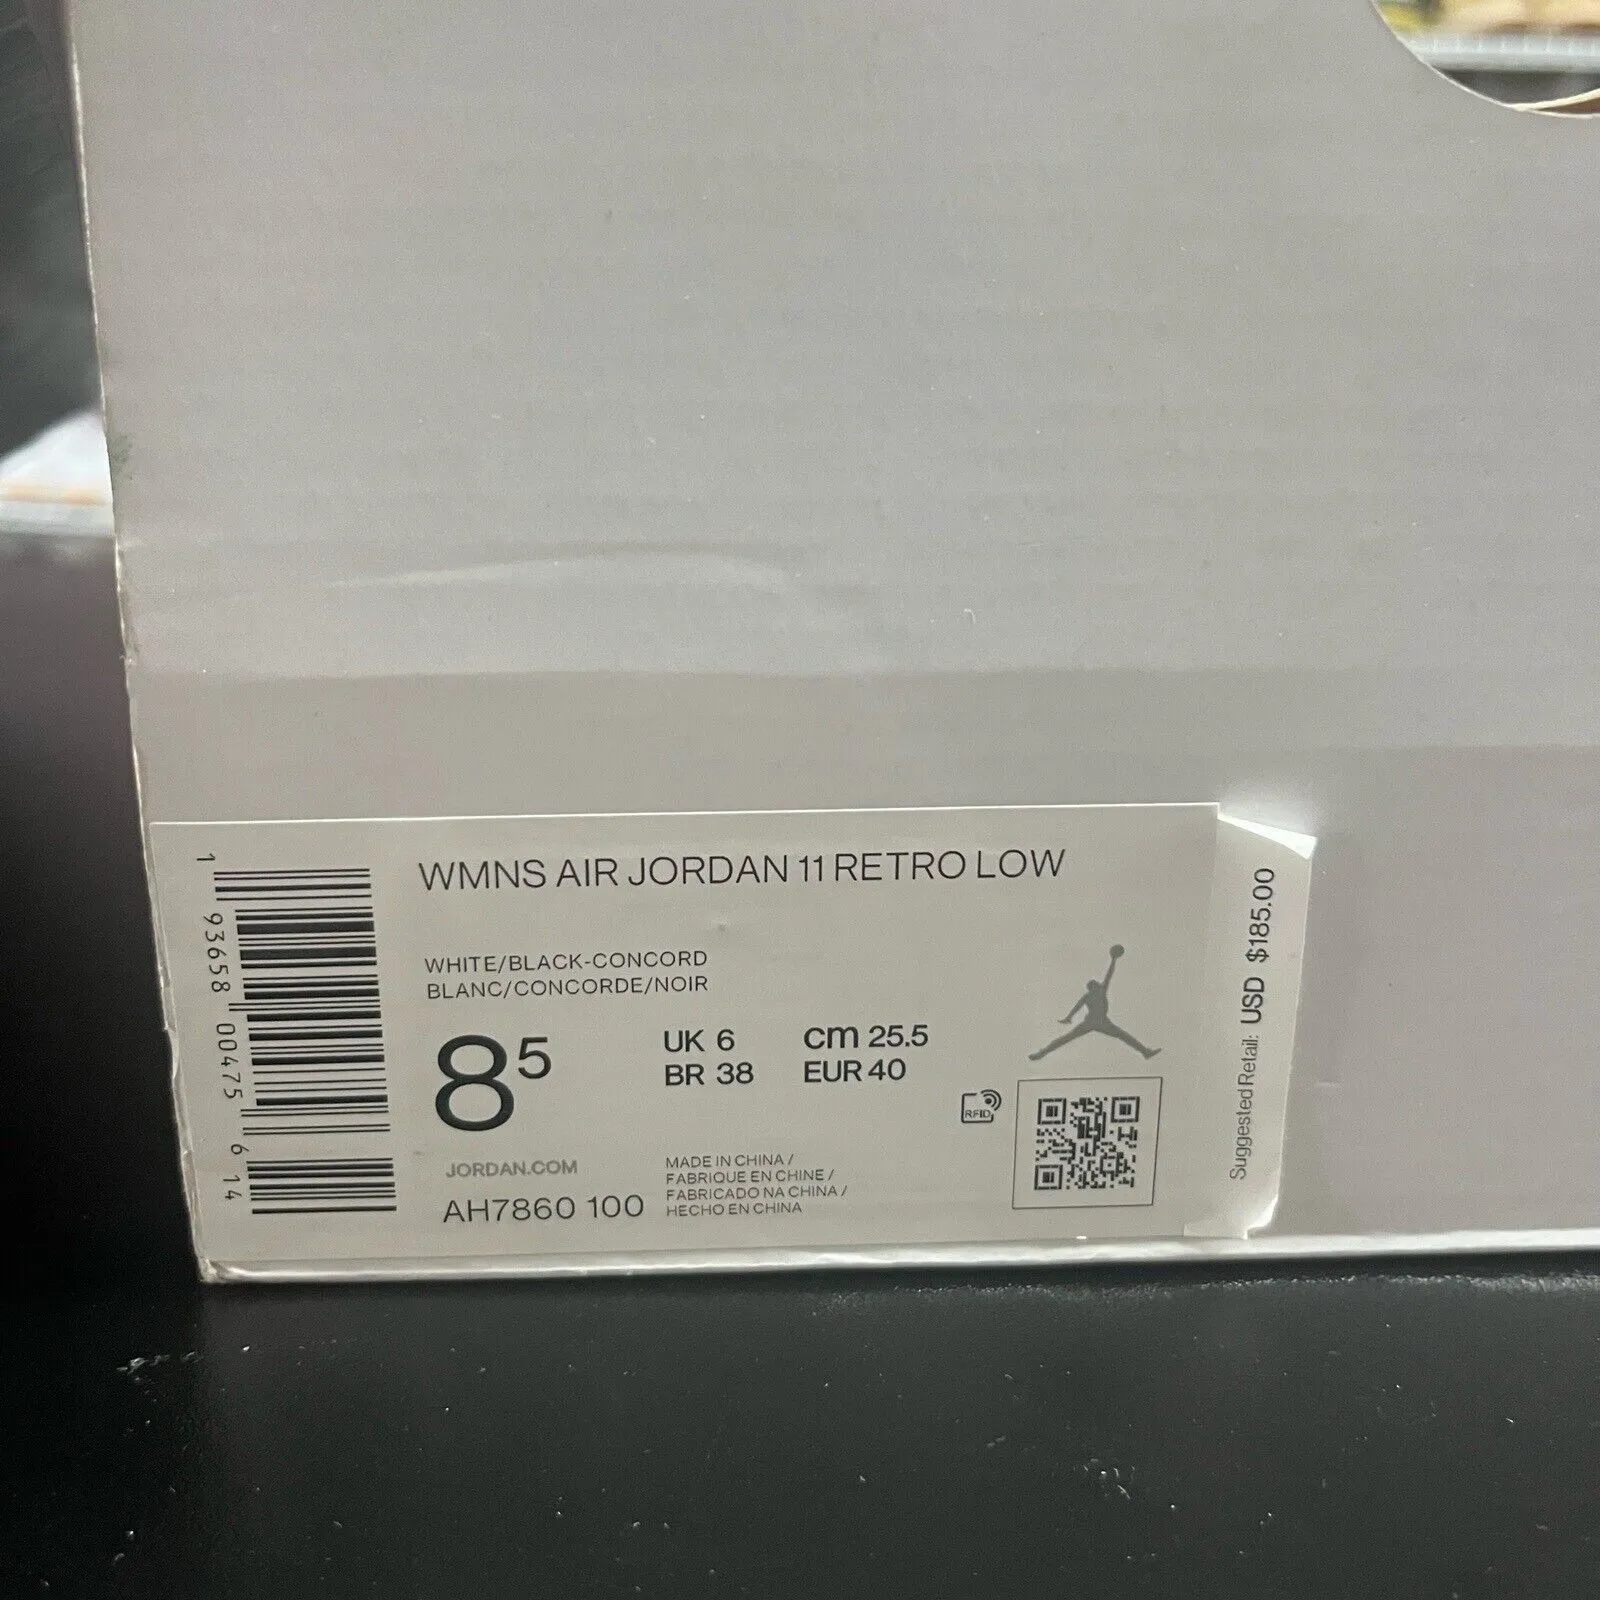 WMNS AIR JORDAN 11 RETRO LOW
WHITE/BLACK-CONCORD
BLANC/CONCORDE/NOIR
8 5
UK 6
cm 25.5
BR 38
EUR 40
RFID
JORDAN.COM
AH7860 100
MADE IN CHINA /
FABRIQUE EN CHINE /
FABRICADO NA CHINA /
HECHO EN CHINA
1 93658 00475 6 14
Suggested Retail: USD $185.00